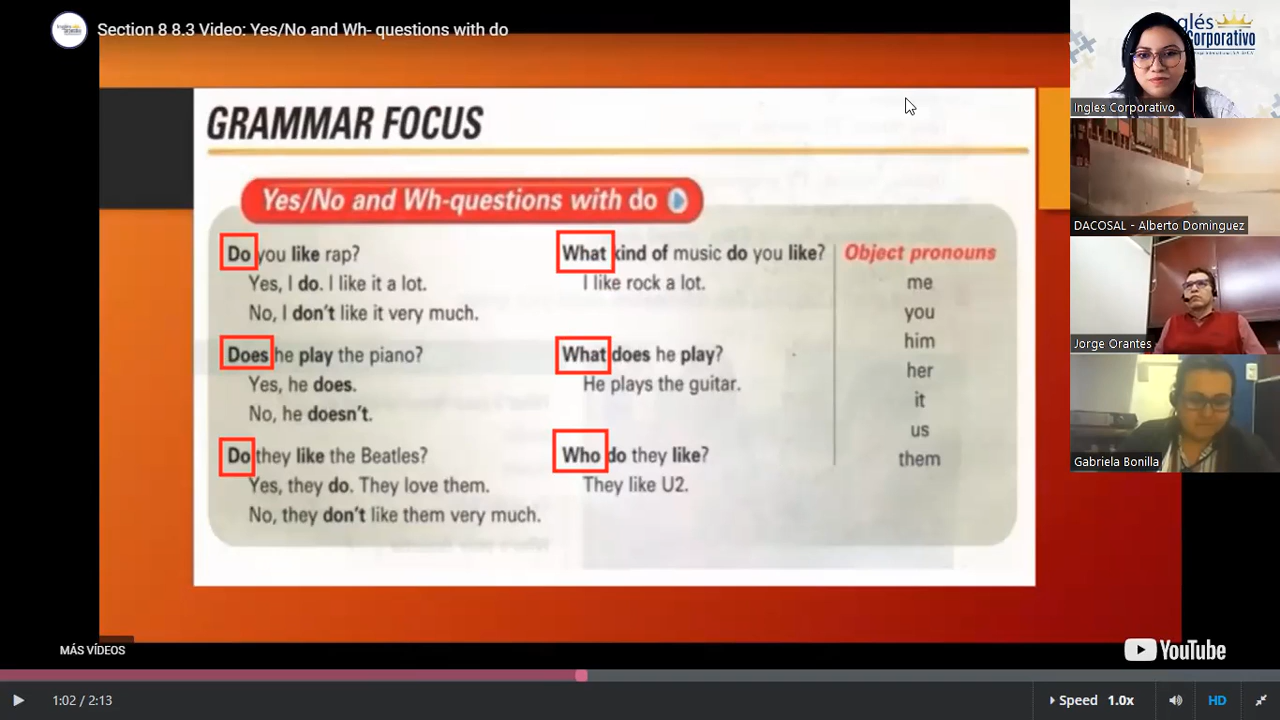 Section 8 8.3 Video: Yes/No and Wh- questions with do
GRAMMAR FOCUS
Yes/No and Wh-questions with do
Do you like rap?
Yes, I do. I like it a lot.
No, I don't like it very much.
Does he play the piano?
Yes, he does.
No, he doesn't.
Do they like the Beatles?
Yes, they do. They love them.
No, they don't like them very much.
What kind of music do you like?
I like rock a lot.
What does he play?
He plays the guitar.
Who do they like?
They like U2.
Object pronouns
me
you
him
her
it
us
them
Ingles Corporativo
DACOSAL - Alberto Dominguez
Jorge Orantes
Gabriela Bonilla
MÁS VÍDEOS
YouTube
1:02 / 2:13
Speed 1.0x
HD